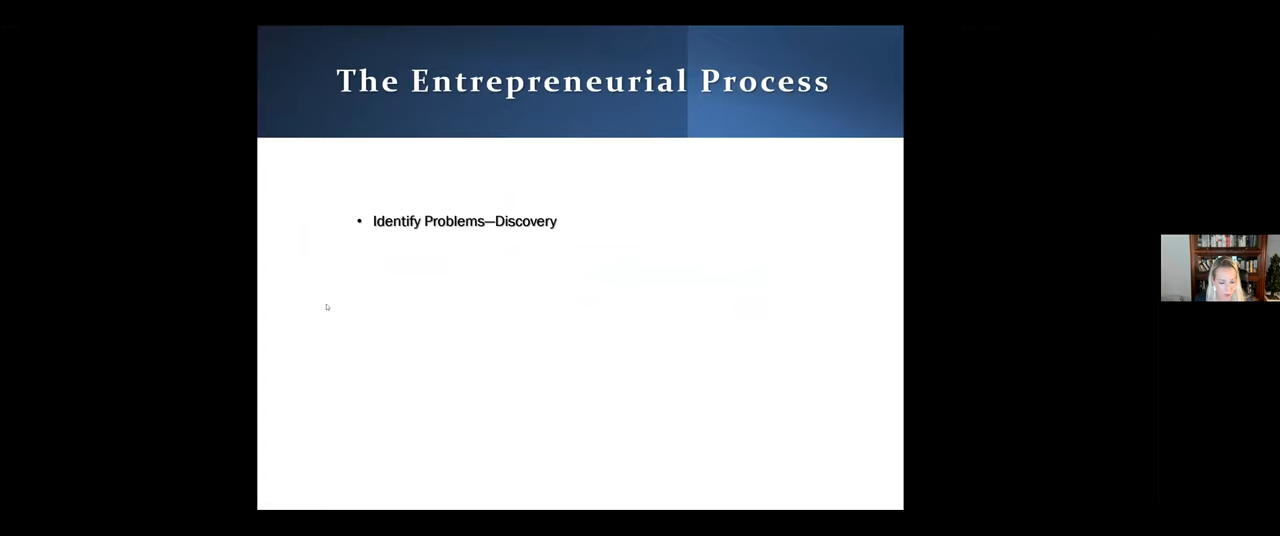 The Entrepreneurial Process
• Identify Problems—Discovery